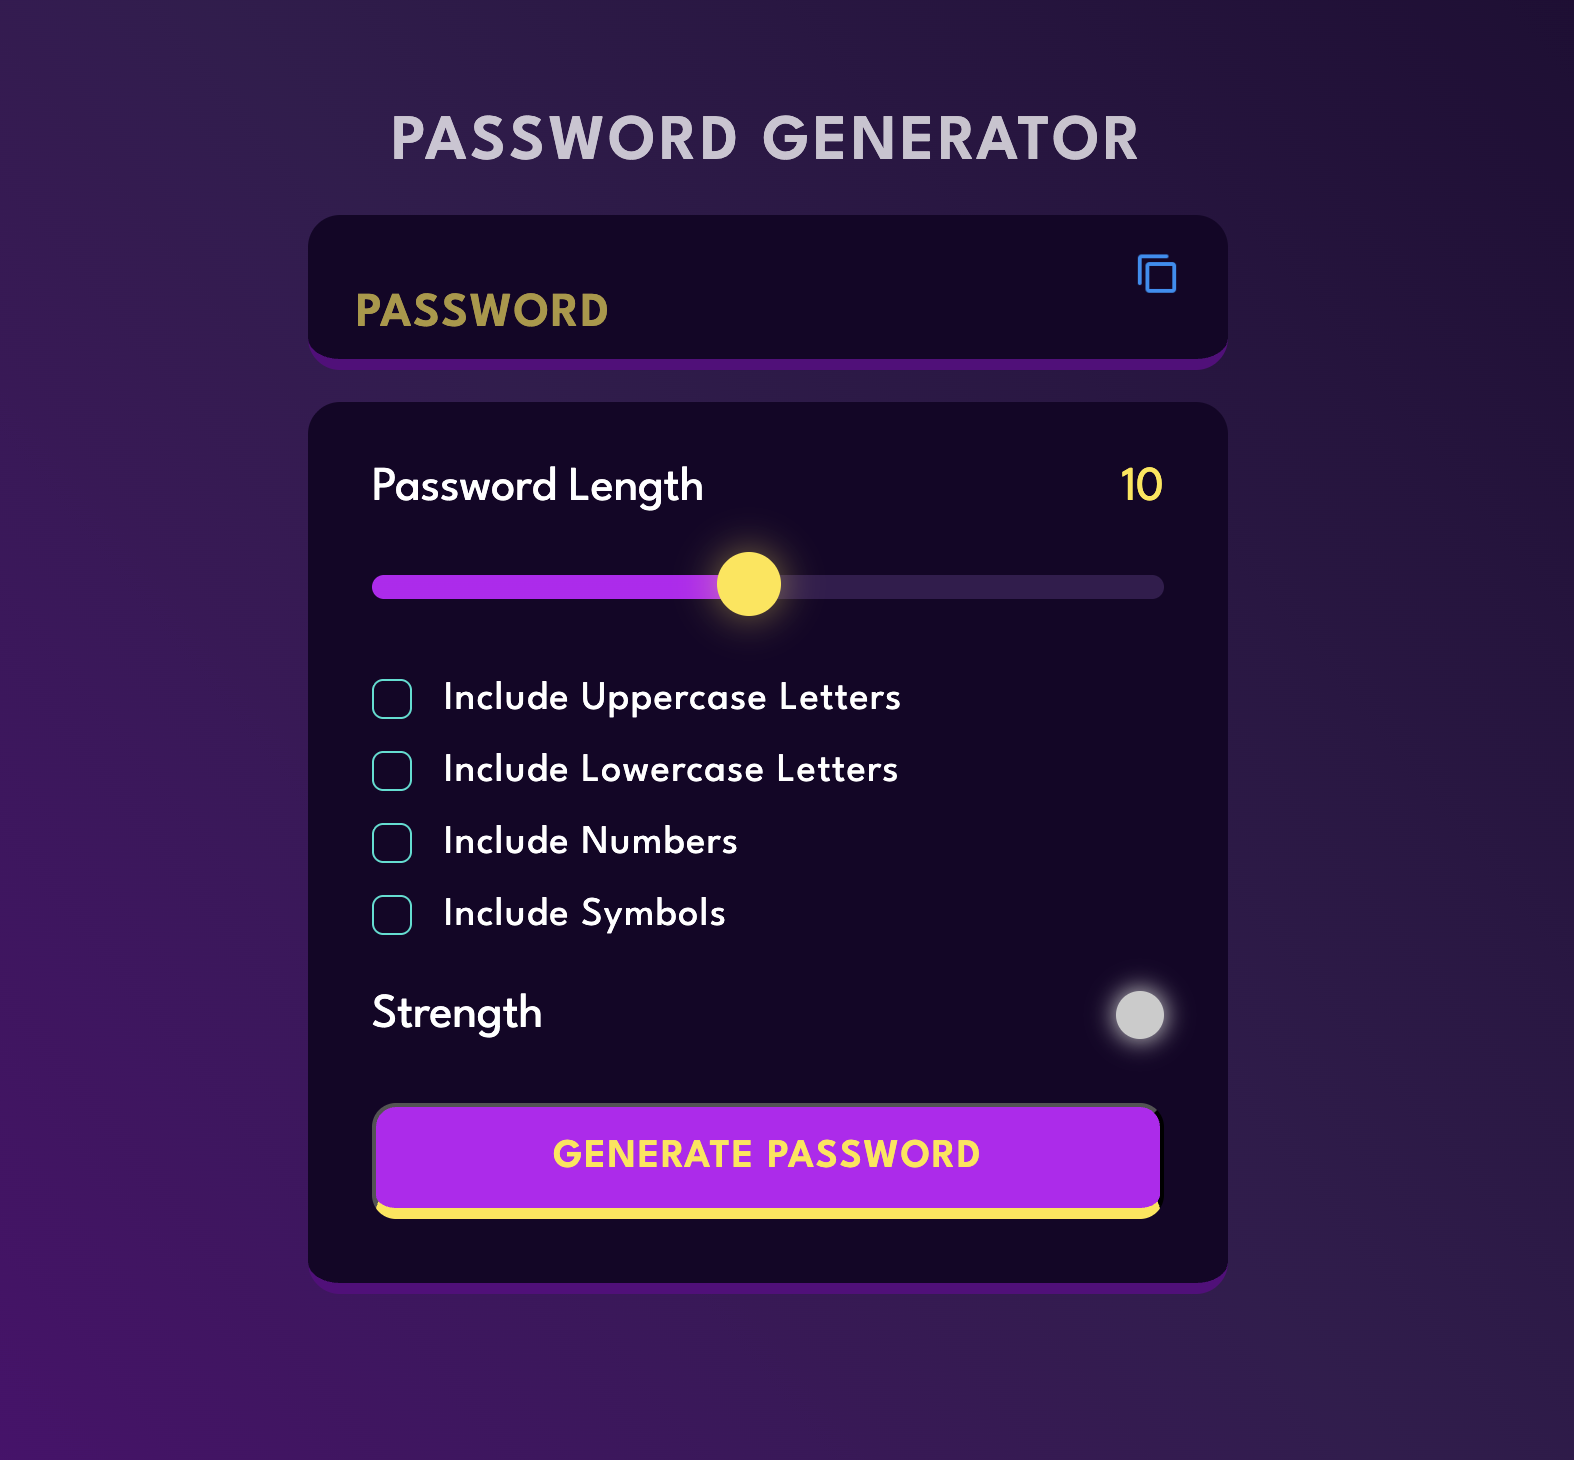 PASSWORD GENERATOR
PASSWORD
Password Length 10
Include Uppercase Letters
Include Lowercase Letters
Include Numbers
Include Symbols
Strength
GENERATE PASSWORD